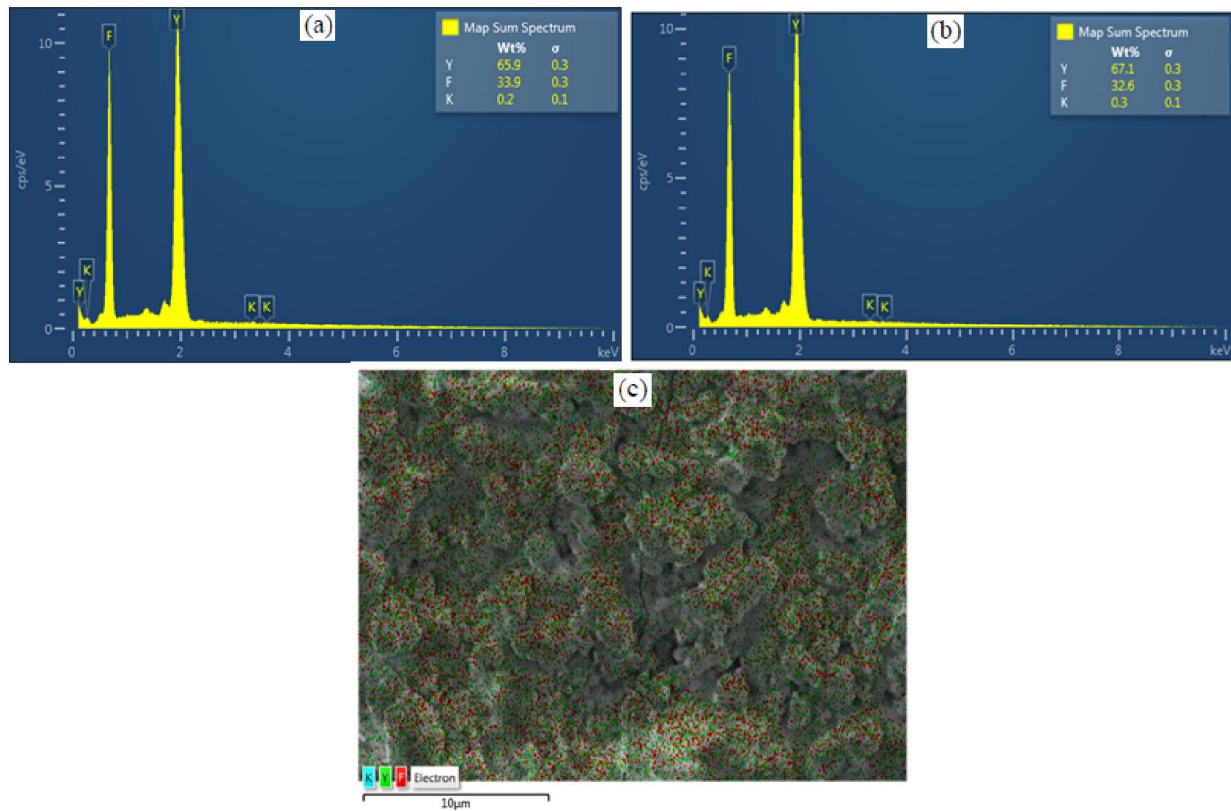 (a)
Map Sum Spectrum
Wt% σ
Y 65.9 0.3
F 33.9 0.3
K 0.2 0.1
Y
F
K
Y
K K
10
5
0
cps/eV
0 2 4 6 8 keV
(b)
Map Sum Spectrum
Wt% σ
Y 67.1 0.3
F 32.6 0.3
K 0.3 0.1
Y
F
K
Y
K K
10
5
0
cps/eV
0 2 4 6 8 keV
(c)
K Y F Electron
10μm